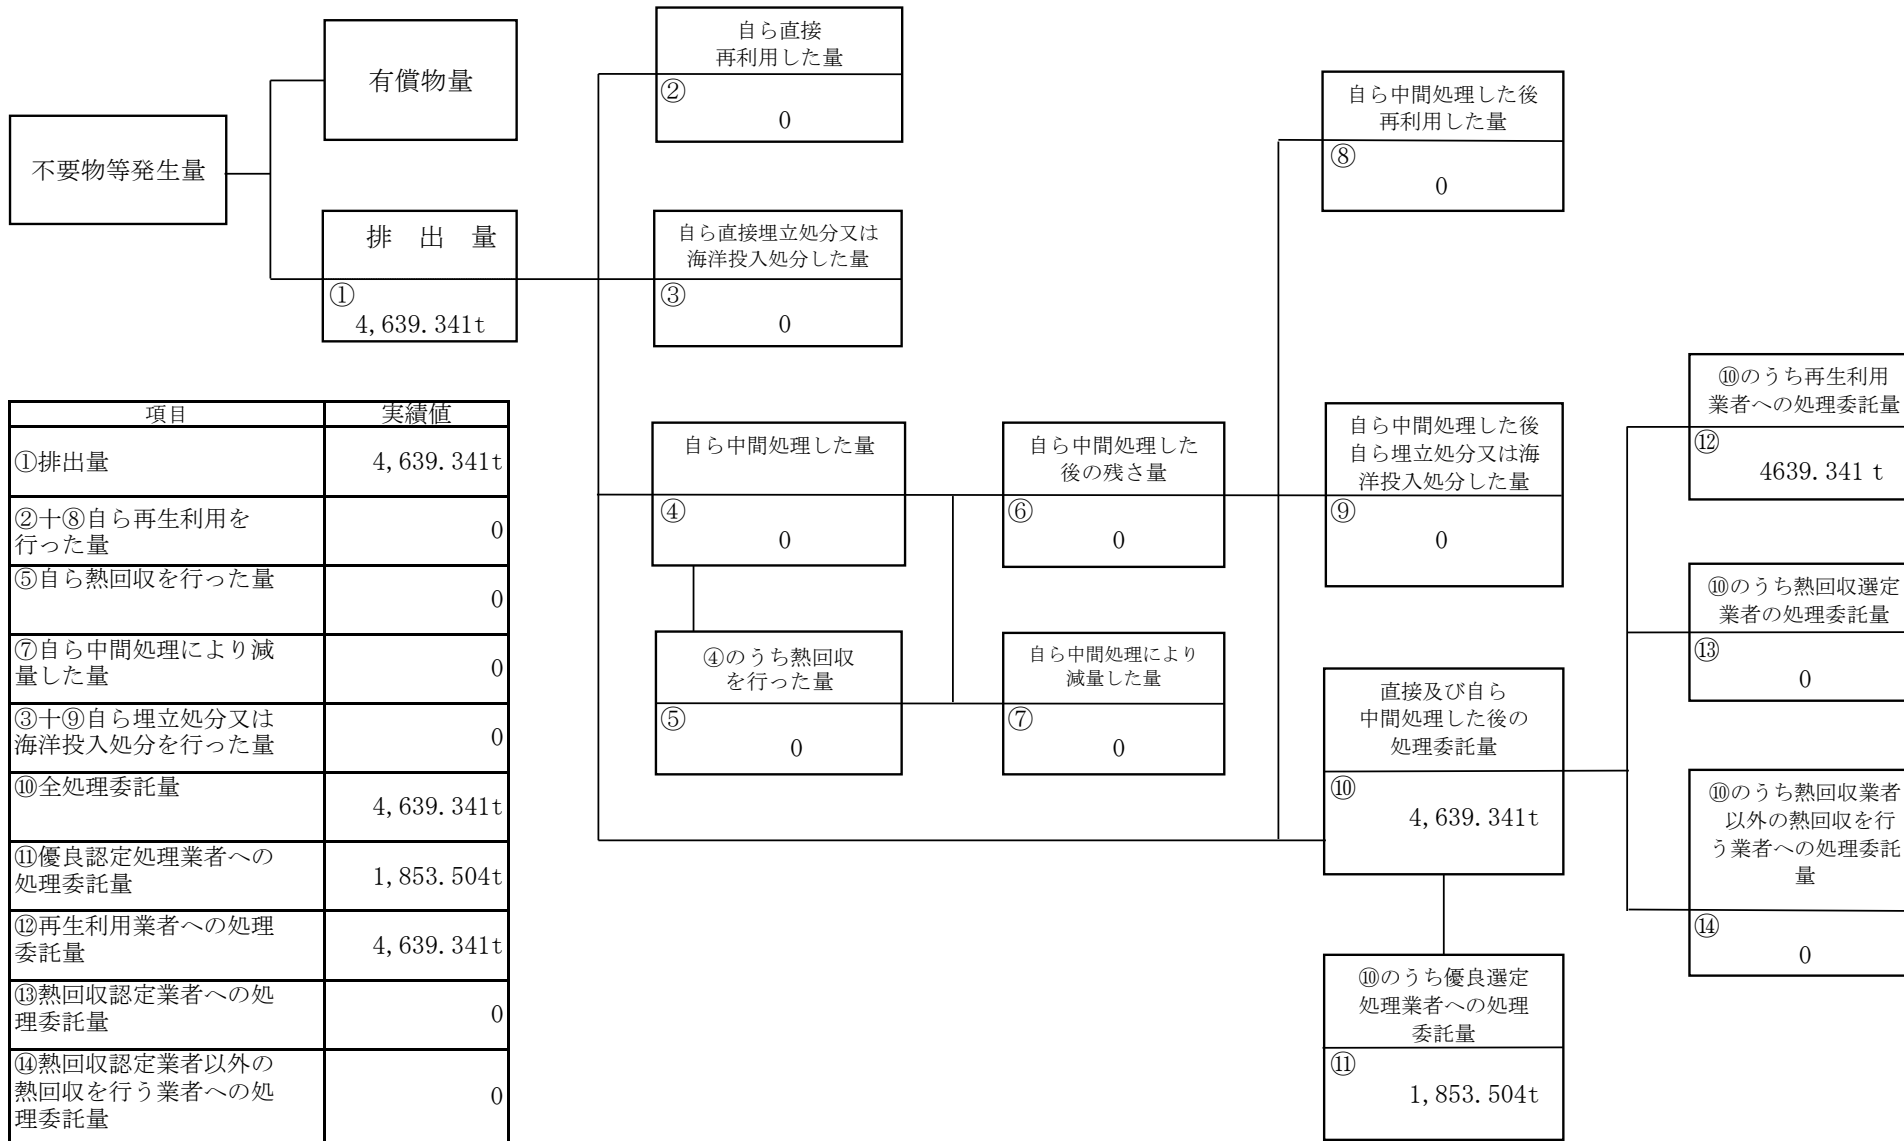 不要物等発生量
有償物量
排　出　量
①
4,639.341t
自ら直接
再利用した量
②
0
自ら直接埋立処分又は
海洋投入処分した量
③
0
自ら中間処理した量
④
0
④のうち熱回収
を行った量
⑤
0
自ら中間処理した
後の残さ量
⑥
0
自ら中間処理により
減量した量
⑦
0
自ら中間処理した後
再利用した量
⑧
0
自ら中間処理した後
自ら埋立処分又は海
洋投入処分した量
⑨
0
直接及び自ら
中間処理した後の
処理委託量
⑩
4,639.341t
⑩のうち優良選定
処理業者への処理
委託量
⑪
1,853.504t
⑩のうち再生利用
業者への処理委託量
⑫
4639.341 t
⑩のうち熱回収選定
業者の処理委託量
⑬
0
⑩のうち熱回収業者
以外の熱回収を行
う業者への処理委託
量
⑭
0
項目 実績値
①排出量 4,639.341t
②十⑧自ら再生利用を
行った量 0
⑤自ら熱回収を行った量
0
⑦自ら中間処理により減
量した量 0
③十⑨自ら埋立処分又は
海洋投入処分を行った量 0
⑩全処理委託量
4,639.341t
⑪優良認定処理業者への
処理委託量 1,853.504t
⑫再生利用業者への処理
委託量 4,639.341t
⑬熱回収認定業者への処
理委託量 0
⑭熱回収認定業者以外の
熱回収を行う業者への処
理委託量 0